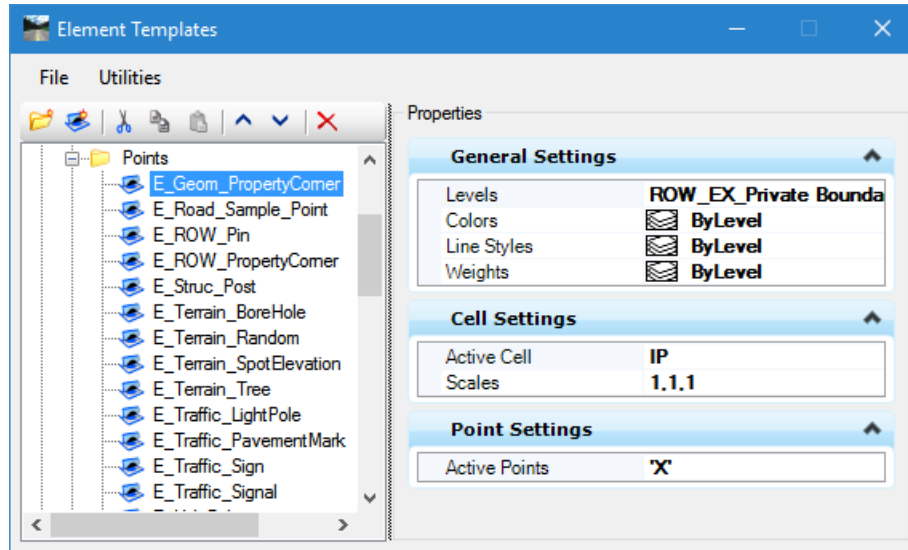 Element Templates
File Utilities
Properties
Points
E_Geom_PropertyCorner
E_Road_Sample_Point
E_ROW_Pin
E_ROW_PropertyCorner
E_Struc_Post
E_Terrain_BoreHole
E_Terrain_Random
E_Terrain_SpotElevation
E_Terrain_Tree
E_Traffic_LightPole
E_Traffic_PavementMark
E_Traffic_Sign
E_Traffic_Signal
General Settings
Levels ROW_EX_Private Bounda
Colors ByLevel
Line Styles ByLevel
Weights ByLevel
Cell Settings
Active Cell IP
Scales 1,1,1
Point Settings
Active Points 'X'